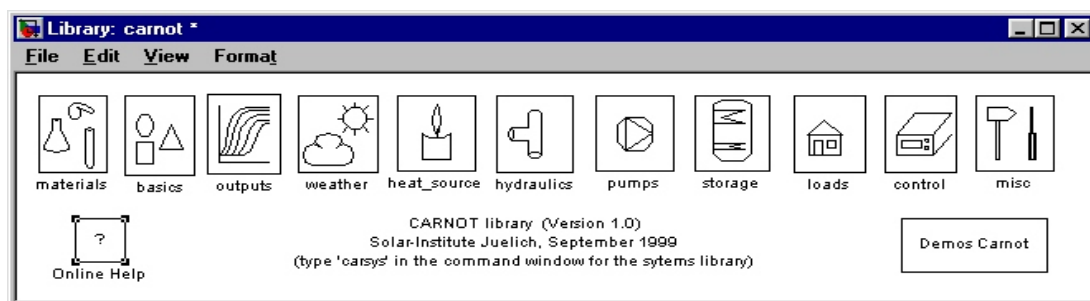 Library: carnot *
File Edit View Format
materials basics outputs weather heat_source hydraulics pumps storage loads control misc
?
Online Help
CARNOT library (Version 1.0)
Solar-Institute Juelich, September 1999
(type 'carsys' in the command window for the sytems library)
Demos Carnot